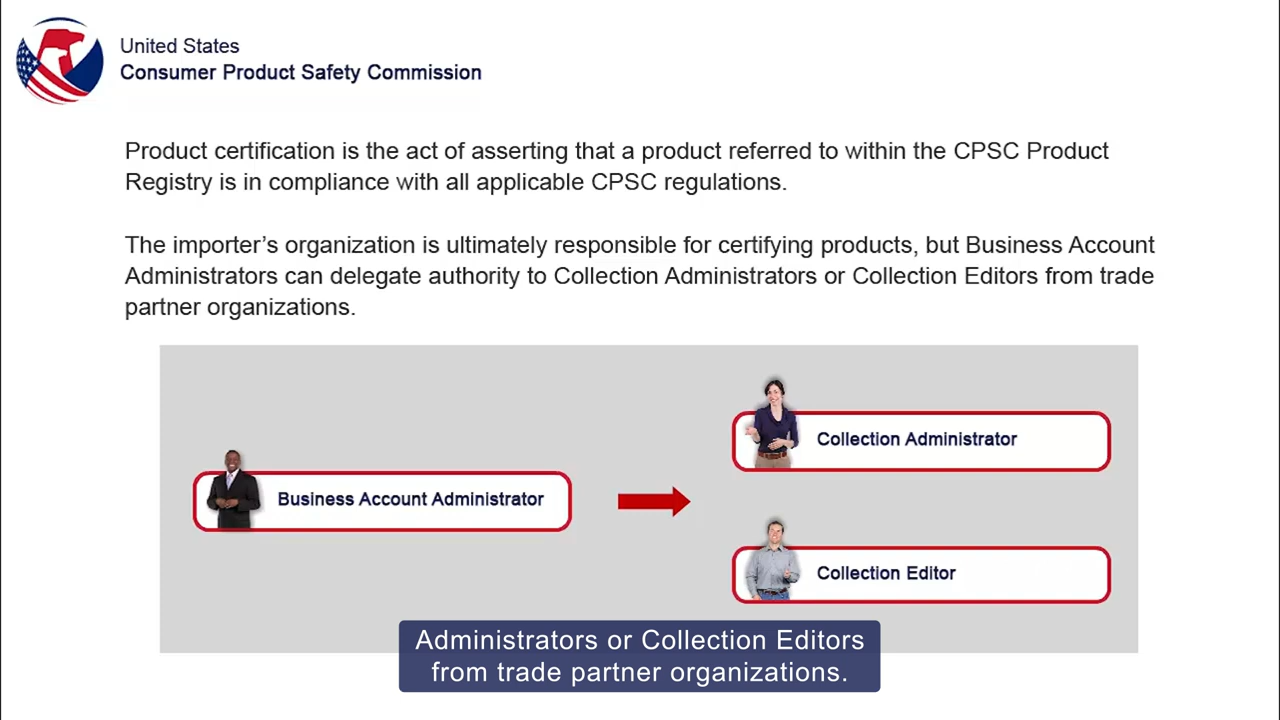 United States
Consumer Product Safety Commission
Product certification is the act of asserting that a product referred to within the CPSC Product
Registry is in compliance with all applicable CPSC regulations.
The importer’s organization is ultimately responsible for certifying products, but Business Account
Administrators can delegate authority to Collection Administrators or Collection Editors from trade
partner organizations.
Collection Administrator
Business Account Administrator
Collection Editor
Administrators or Collection Editors
from trade partner organizations.